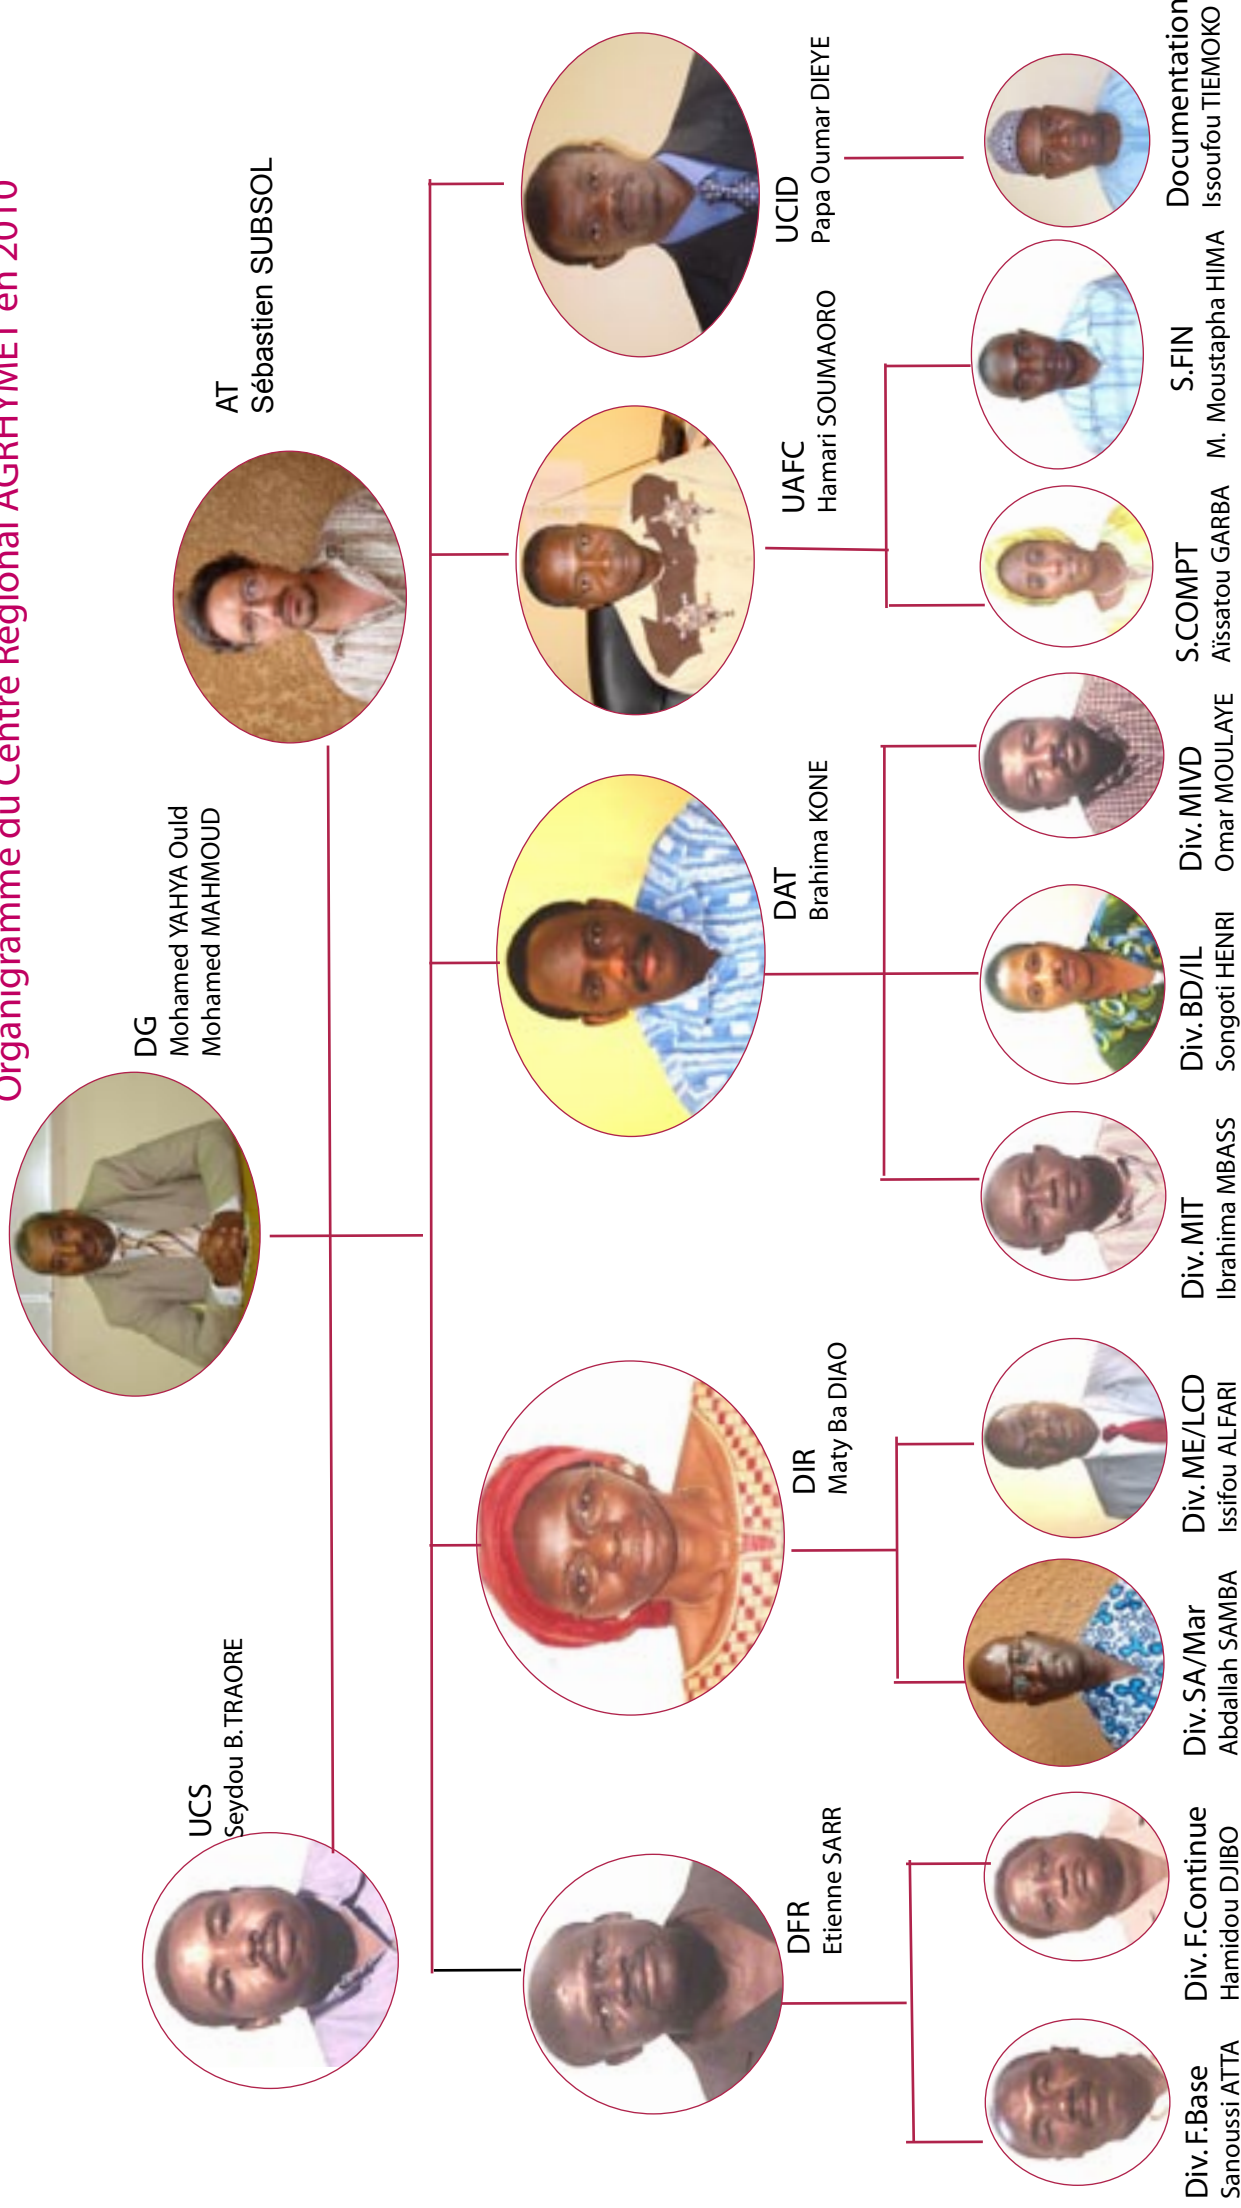 Organigramme du Centre Régional AGRHYMET en 2010
DG
Mohamed YAHYA Ould
Mohamed MAHMOUD
UCS
Seydou B. TRAORE
AT
Sébastien SUBSOL
DFR
Etienne SARR
DIR
Maty Ba DIAO
DAT
Brahima KONE
UAFC
Hamari SOUMAORO
UCID
Papa Oumar DIEYE
Div. F.Base
Sanoussi ATTA
Div. F.Continue
Hamidou DJIBO
Div. SA/Mar
Abdallah SAMBA
Div. ME/LCD
Issifou ALFARI
Div. MIT
Ibrahima MBASS
Div. BD/IL
Songoti HENRI
Div. MIVD
Omar MOULAYE
S.COMPT
Aïssatou GARBA
S.FIN
M. Moustapha HIMA
Documentation
Issoufou TIEMOKO